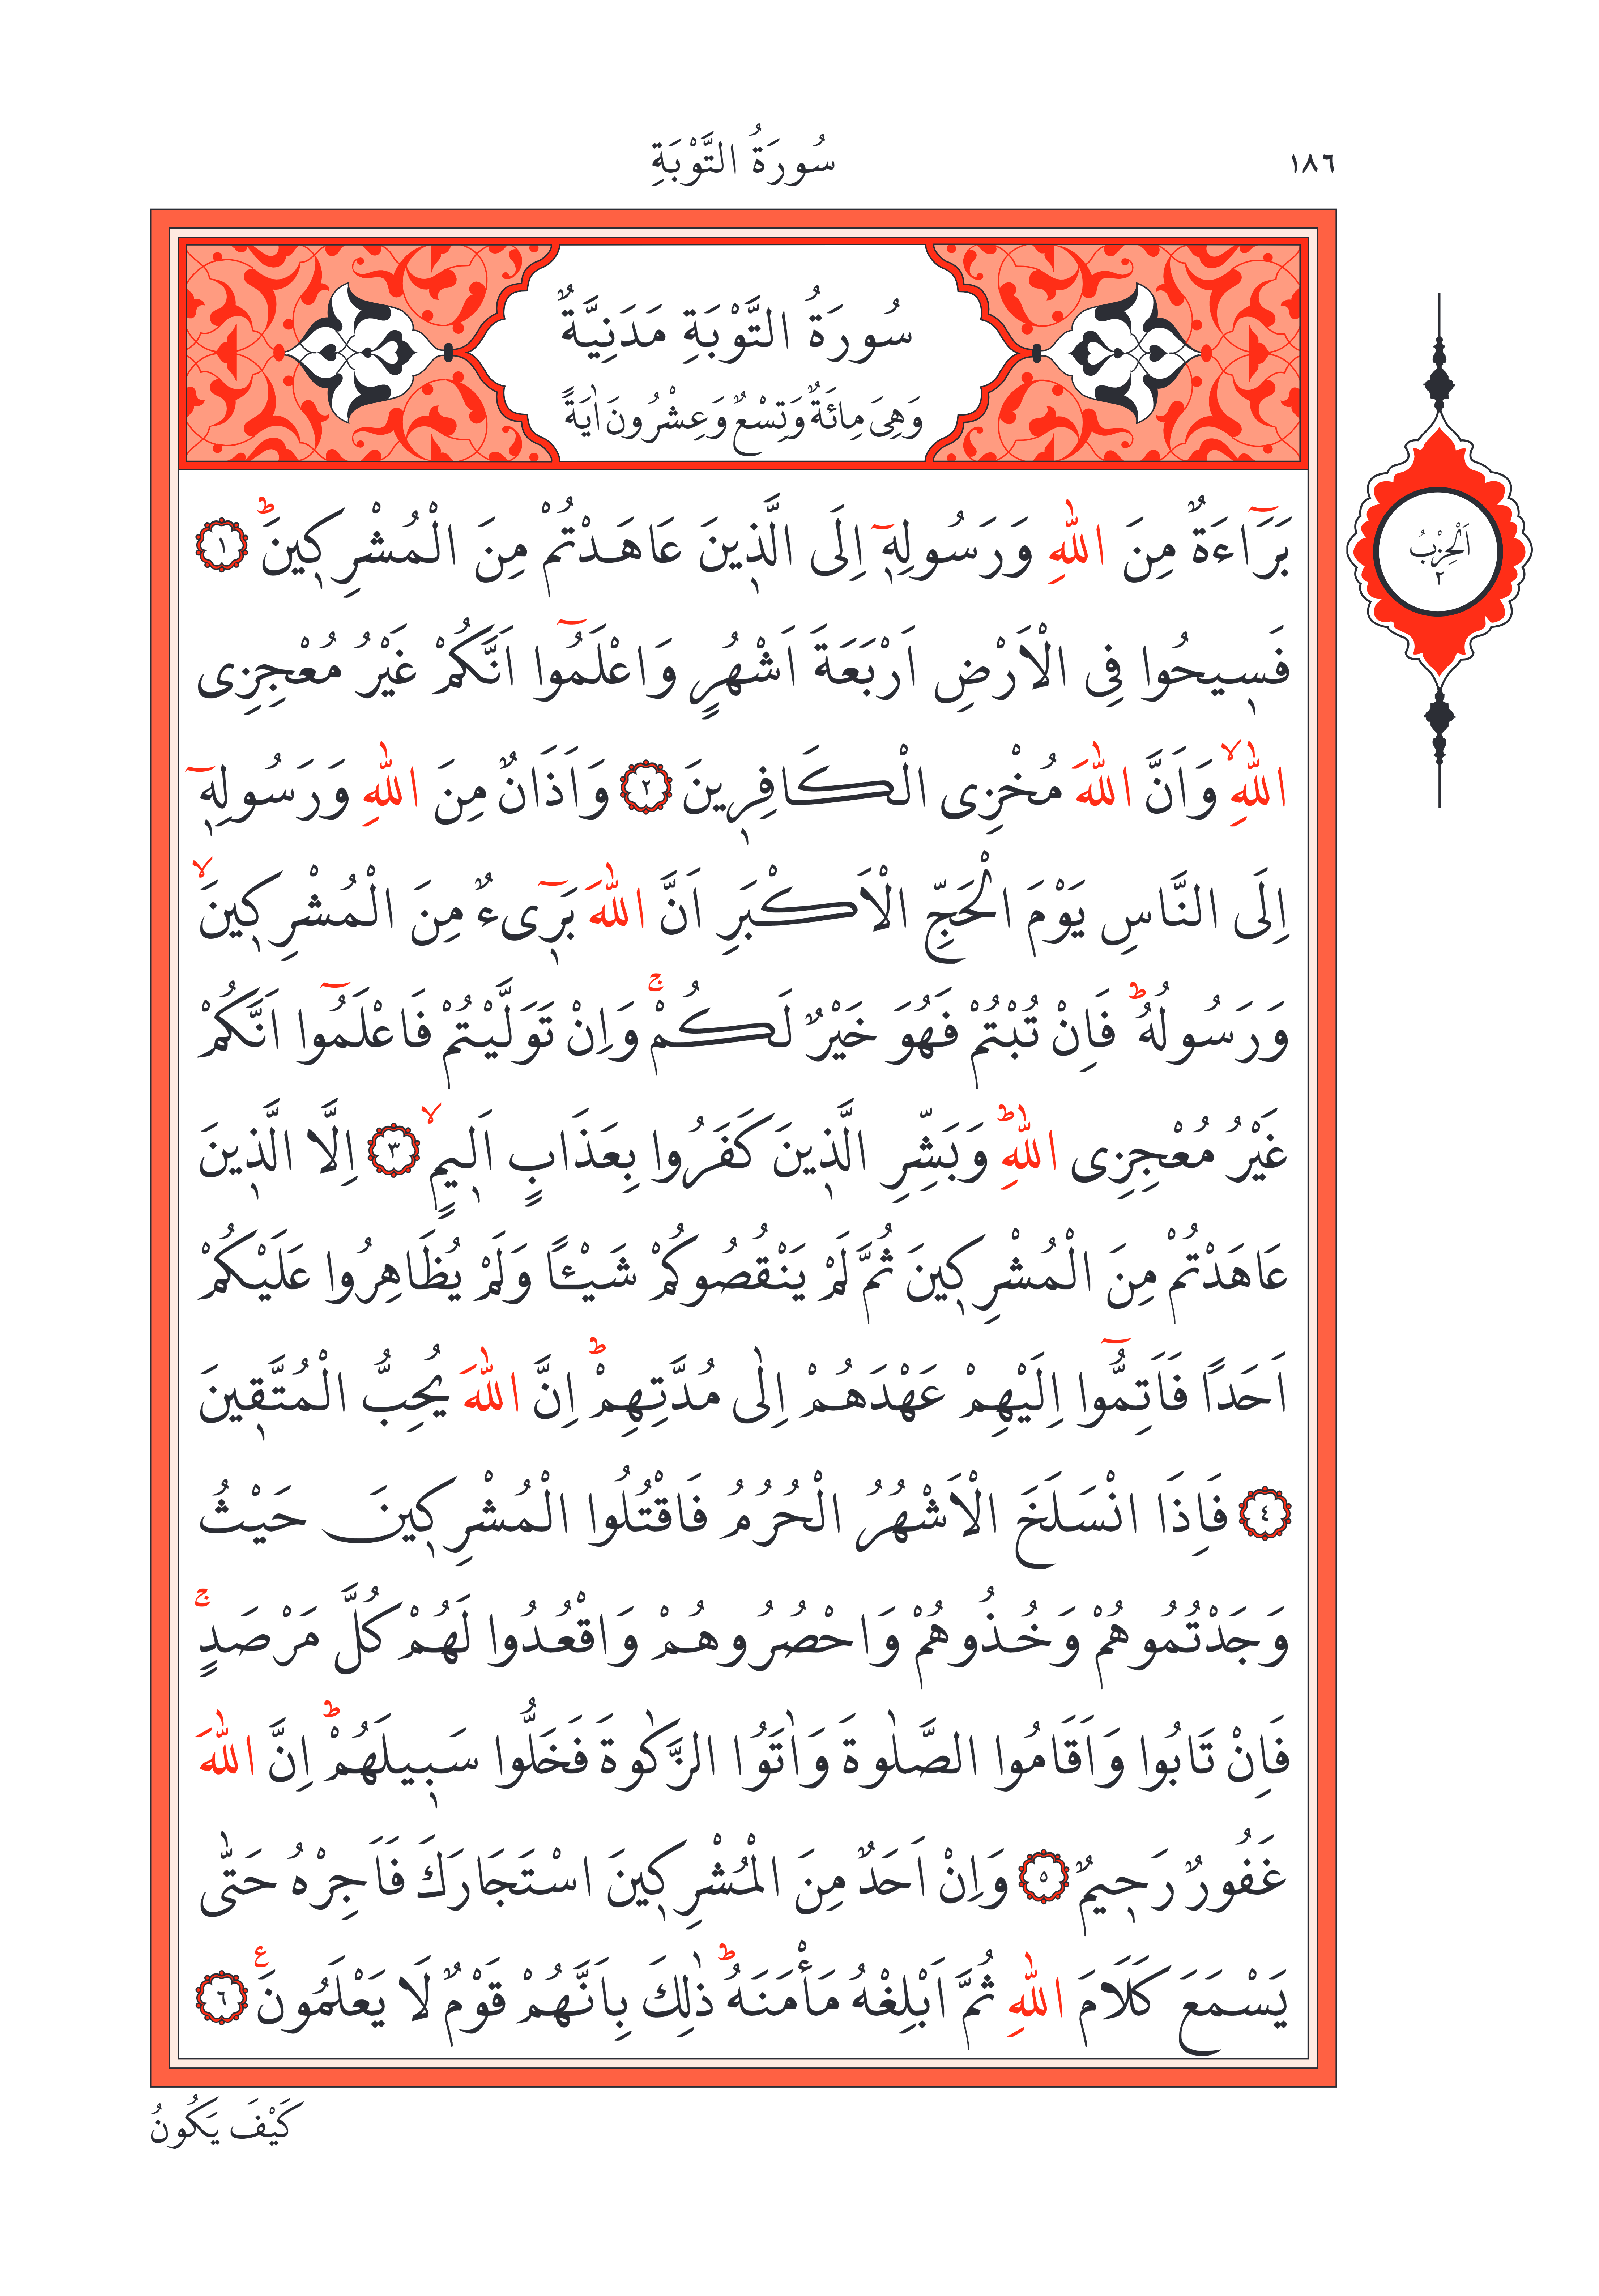 ١٨٦
سُورَةُ التَّوْبَةِ
سُورَةُ التَّوْبَةِ مَدَنِيَّةٌ
وَهِىَ مِائَةٌ وَتِسْعٌ وَعِشْرُونَ اٰيَةً
اَلْحِزْبُ
٢
بَرَٓاءَةٌ مِنَ اللّٰهِ وَرَسُولِه۪ٓ اِلَى الَّذ۪ينَ عَاهَدْتُمْ مِنَ الْمُشْرِك۪ينَۜ ﴿١﴾
فَس۪يحُوا فِى الْاَرْضِ اَرْبَعَةَ اَشْهُرٍ وَاعْلَمُٓوا اَنَّكُمْ غَيْرُ مُعْجِزِى
اللّٰهِۙ وَاَنَّ اللّٰهَ مُخْزِى الْكَافِر۪ينَ ﴿٢﴾ وَاَذَانٌ مِنَ اللّٰهِ وَرَسُولِه۪ٓ
اِلَى النَّاسِ يَوْمَ الْحَجِّ الْاَكْبَرِ اَنَّ اللّٰهَ بَر۪ٓىءٌ مِنَ الْمُشْرِك۪ينَۙ
وَرَسُولُهُۜ فَاِنْ تُبْتُمْ فَهُوَ خَيْرٌ لَكُمْۚ وَاِنْ تَوَلَّيْتُمْ فَاعْلَمُٓوا اَنَّكُمْ
غَيْرُ مُعْجِزِى اللّٰهِۜ وَبَشِّرِ الَّذ۪ينَ كَفَرُوا بِعَذَابٍ اَل۪يمٍۙ ﴿٣﴾ اِلَّا الَّذ۪ينَ
عَاهَدْتُمْ مِنَ الْمُشْرِك۪ينَ ثُمَّ لَمْ يَنْقُصُوكُمْ شَيْـًٔا وَلَمْ يُظَاهِرُوا عَلَيْكُمْ
اَحَدًا فَاَتِمُّٓوا اِلَيْهِمْ عَهْدَهُمْ اِلٰى مُدَّتِهِمْۜ اِنَّ اللّٰهَ يُحِبُّ الْمُتَّق۪ينَ
﴿٤﴾ فَاِذَا انْسَلَخَ الْاَشْهُرُ الْحُرُمُ فَاقْتُلُوا الْمُشْرِك۪ينَ حَيْثُ
وَجَدْتُمُوهُمْ وَخُذُوهُمْ وَاحْصُرُوهُمْ وَاقْعُدُوا لَهُمْ كُلَّ مَرْصَدٍۚ
فَاِنْ تَابُوا وَاَقَامُوا الصَّلٰوةَ وَاٰتَوُا الزَّكٰوةَ فَخَلُّوا سَب۪يلَهُمْۜ اِنَّ اللّٰهَ
غَفُورٌ رَح۪يمٌ ﴿٥﴾ وَاِنْ اَحَدٌ مِنَ الْمُشْرِك۪ينَ اسْتَجَارَكَ فَاَجِرْهُ حَتّٰى
يَسْمَعَ كَلَامَ اللّٰهِ ثُمَّ اَبْلِغْهُ مَأْمَنَهُۜ ذٰلِكَ بِاَنَّهُمْ قَوْمٌ لَا يَعْلَمُونَ ع ﴿٦﴾
كَيْفَ يَكُونُ